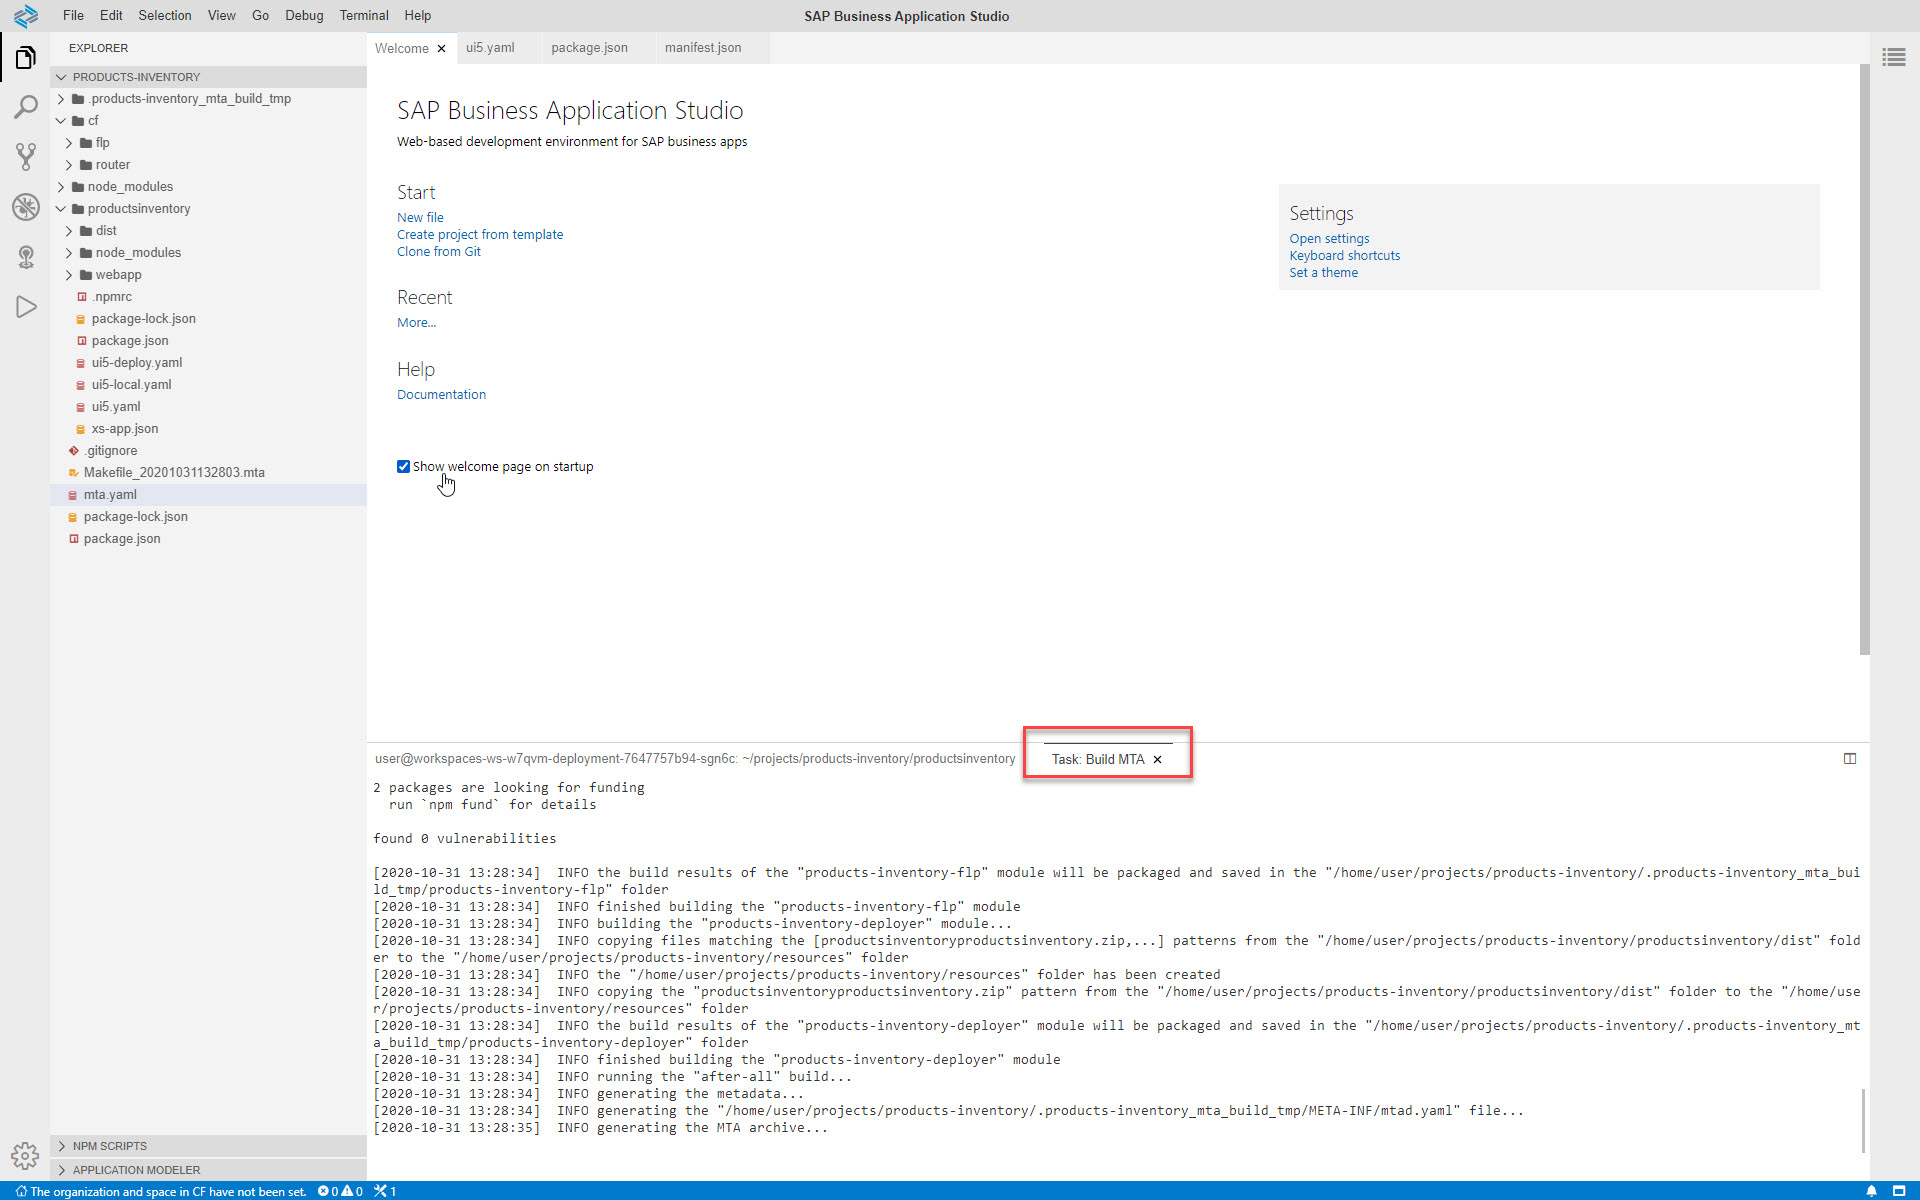 File Edit Selection View Go Debug Terminal Help
SAP Business Application Studio
EXPLORER
PRODUCTS-INVENTORY
.products-inventory_mta_build_tmp
cf
flp
router
node_modules
productsinventory
dist
node_modules
webapp
.npmrc
package-lock.json
package.json
ui5-deploy.yaml
ui5-local.yaml
ui5.yaml
xs-app.json
.gitignore
Makefile_20201031132803.mta
mta.yaml
package-lock.json
package.json
NPM SCRIPTS
APPLICATION MODELER
Welcome ui5.yaml package.json manifest.json
SAP Business Application Studio
Web-based development environment for SAP business apps
Start
New file
Create project from template
Clone from Git
Recent
More...
Help
Documentation
Show welcome page on startup
Settings
Open settings
Keyboard shortcuts
Set a theme
user@workspaces-ws-w7qvm-deployment-7647757b94-sgn6c: ~/projects/products-inventory/productsinventory Task: Build MTA
2 packages are looking for funding
run `npm fund` for details
found 0 vulnerabilities
[2020-10-31 13:28:34]  INFO the build results of the "products-inventory-flp" module will be packaged and saved in the "/home/user/projects/products-inventory/.products-inventory_mta_bui
ld_tmp/products-inventory-flp" folder
[2020-10-31 13:28:34]  INFO finished building the "products-inventory-flp" module
[2020-10-31 13:28:34]  INFO building the "products-inventory-deployer" module...
[2020-10-31 13:28:34]  INFO copying files matching the [productsinventoryproductsinventory.zip,...] patterns from the "/home/user/projects/products-inventory/productsinventory/dist" fold
er to the "/home/user/projects/products-inventory/resources" folder
[2020-10-31 13:28:34]  INFO the "/home/user/projects/products-inventory/resources" folder has been created
[2020-10-31 13:28:34]  INFO copying the "productsinventoryproductsinventory.zip" pattern from the "/home/user/projects/products-inventory/productsinventory/dist" folder to the "/home/use
r/projects/products-inventory/resources" folder
[2020-10-31 13:28:34]  INFO the build results of the "products-inventory-deployer" module will be packaged and saved in the "/home/user/projects/products-inventory/.products-inventory_mt
a_build_tmp/products-inventory-deployer" folder
[2020-10-31 13:28:34]  INFO finished building the "products-inventory-deployer" module
[2020-10-31 13:28:34]  INFO running the "after-all" build...
[2020-10-31 13:28:34]  INFO generating the metadata...
[2020-10-31 13:28:34]  INFO generating the "/home/user/projects/products-inventory/.products-inventory_mta_build_tmp/META-INF/mtad.yaml" file...
[2020-10-31 13:28:35]  INFO generating the MTA archive...
The organization and space in CF have not been set. 0 0 1